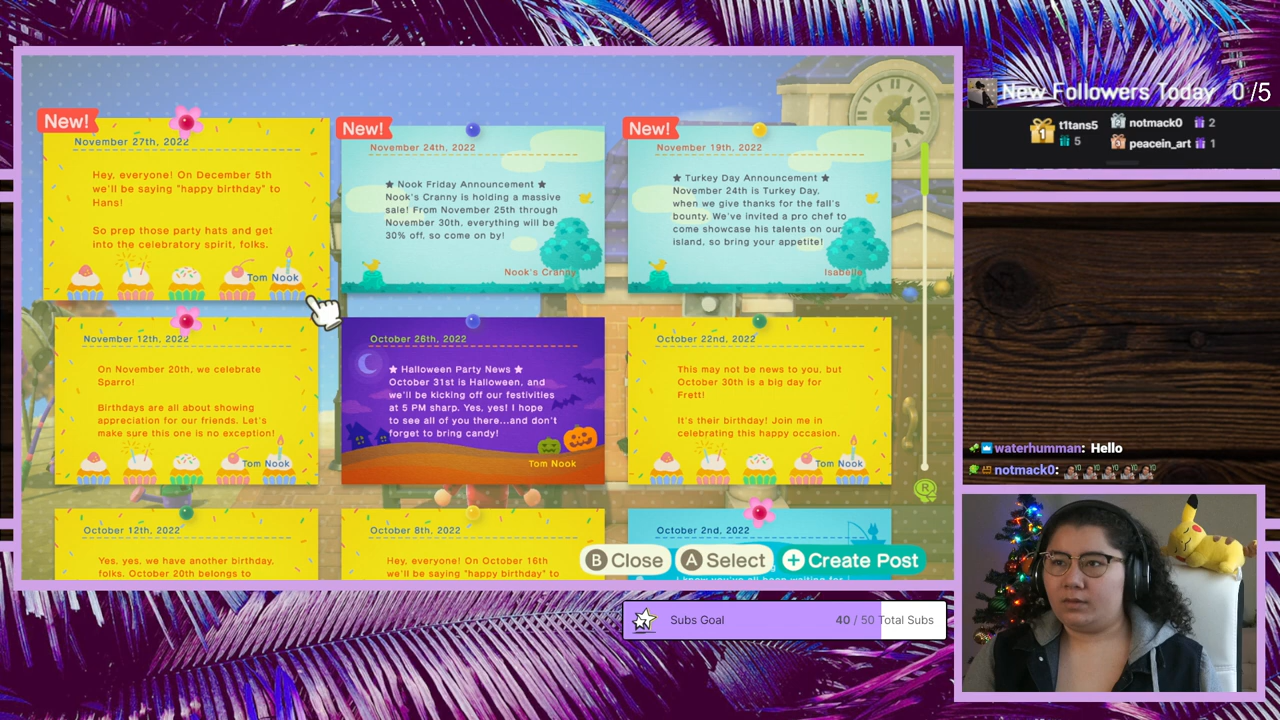 New!
November 27th, 2022
Hey, everyone! On December 5th
we'll be saying "happy birthday" to
Hans!
So prep those party hats and get
into the celebratory spirit, folks.
Tom Nook
New!
November 24th, 2022
★ Nook Friday Announcement ★
Nook's Cranny is holding a massive
sale! From November 25th through
November 30th, everything will be
30% off, so come on by!
Nook's Cranny
New!
November 19th, 2022
★ Turkey Day Announcement ★
November 24th is Turkey Day,
when we give thanks for the fall's
bounty. We've invited a pro chef to
come showcase his talents on our
island, so bring your appetite!
Isabelle
November 12th, 2022
On November 20th, we celebrate
Sparro!
Birthdays are all about showing
appreciation for our friends. Let's
make sure this one is no exception!
Tom Nook
October 26th, 2022
★ Halloween Party News ★
October 31st is Halloween, and
we'll be kicking off our festivities
at 5 PM sharp. Yes, yes! I hope
to see all of you there...and don't
forget to bring candy!
Tom Nook
October 22nd, 2022
This may not be news to you, but
October 30th is a big day for
Frett!
It's their birthday! Join me in
celebrating this happy occasion.
Tom Nook
October 12th, 2022
Yes, yes, we have another birthday,
folks. October 20th belongs to
October 8th, 2022
Hey, everyone! On October 16th
we'll be saying "happy birthday" to
October 2nd, 2022
R
B Close
A Select
+ Create Post
New Followers Today 0 /5
1
t1tans5
5
notmack0 2
peacein_art 1
waterhumman: Hello
notmack0:
Subs Goal
40 / 50 Total Subs